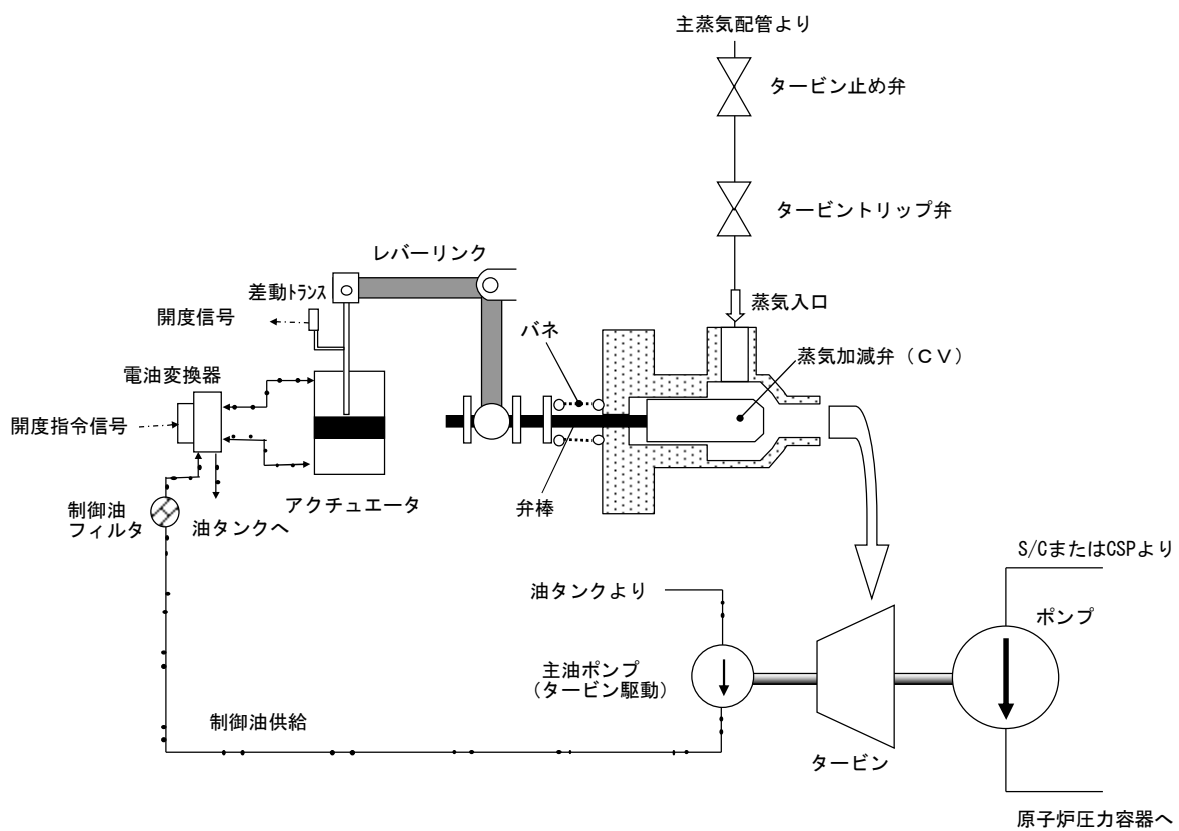 主蒸気配管より
タービン止め弁
タービントリップ弁
レバーリンク
差動ﾄﾗﾝｽ
蒸気入口
開度信号
バネ
蒸気加減弁（ＣＶ）
電油変換器
開度指令信号
アクチュエータ
弁棒
制御油
フィルタ
油タンクへ
S/CまたはCSPより
油タンクより
ポンプ
主油ポンプ
（タービン駆動）
制御油供給
タービン
原子炉圧力容器へ